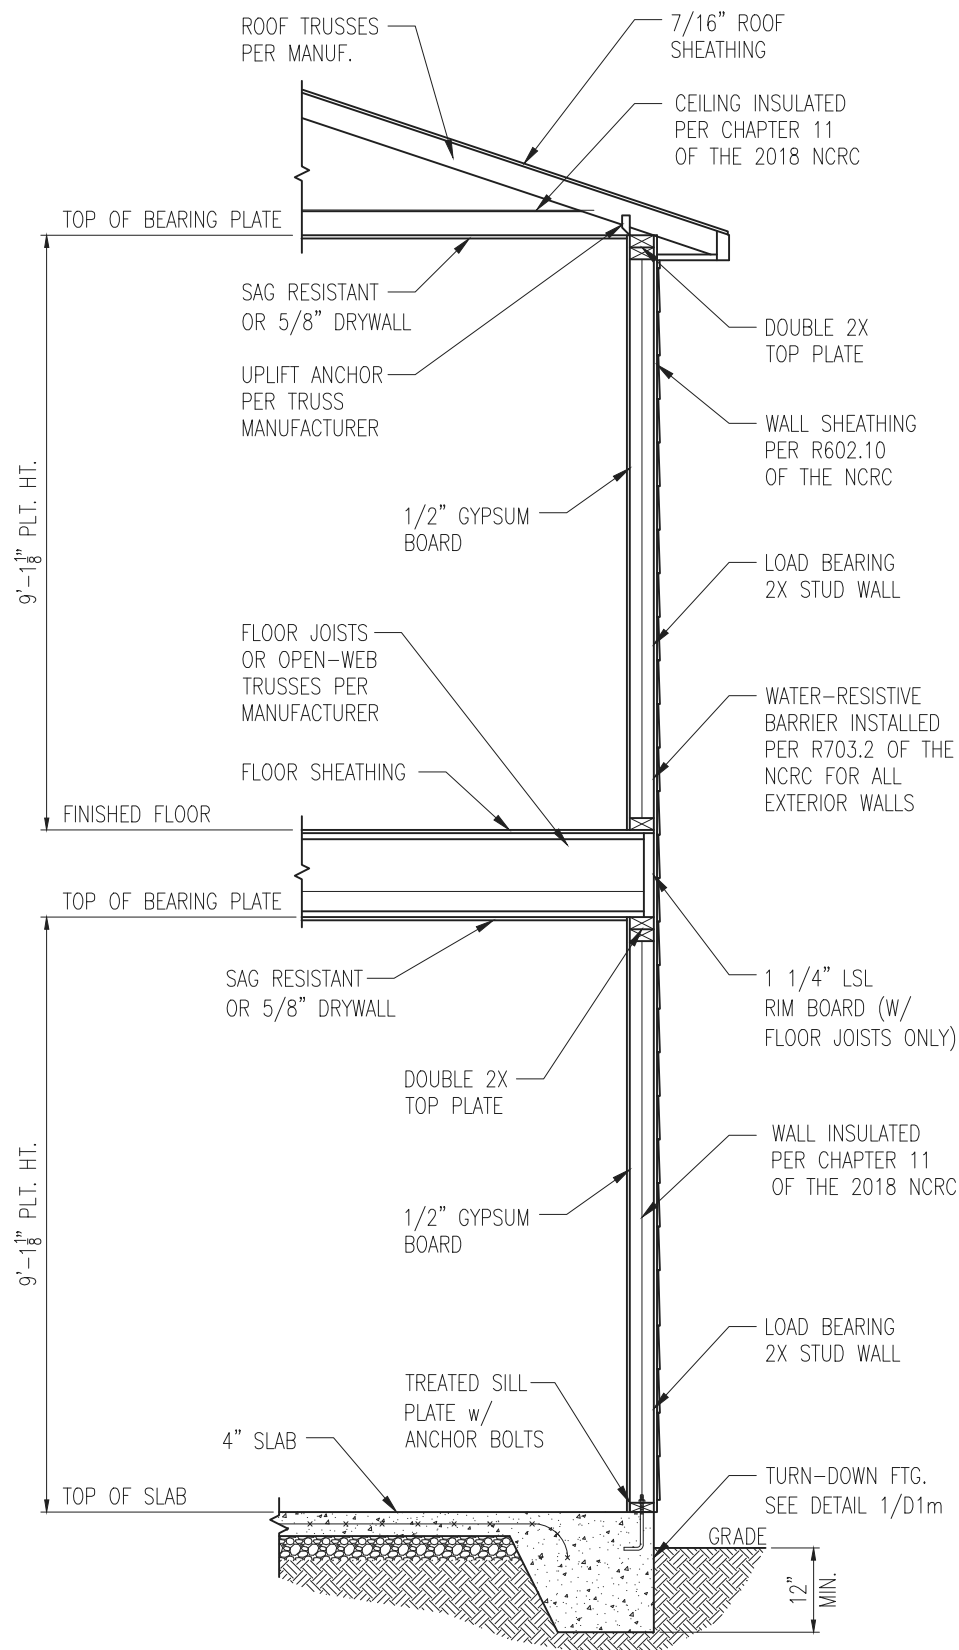 ROOF TRUSSES
PER MANUF.
7/16” ROOF
SHEATHING
CEILING INSULATED
PER CHAPTER 11
OF THE 2018 NCRC
TOP OF BEARING PLATE
SAG RESISTANT
OR 5/8” DRYWALL
DOUBLE 2X
TOP PLATE
UPLIFT ANCHOR
PER TRUSS
MANUFACTURER
WALL SHEATHING
PER R602.10
OF THE NCRC
9’-1 1/8” PLT. HT.
1/2” GYPSUM
BOARD
LOAD BEARING
2X STUD WALL
FLOOR JOISTS
OR OPEN-WEB
TRUSSES PER
MANUFACTURER
WATER-RESISTIVE
BARRIER INSTALLED
PER R703.2 OF THE
NCRC FOR ALL
EXTERIOR WALLS
FLOOR SHEATHING
FINISHED FLOOR
TOP OF BEARING PLATE
SAG RESISTANT
OR 5/8” DRYWALL
1 1/4” LSL
RIM BOARD (W/
FLOOR JOISTS ONLY)
DOUBLE 2X
TOP PLATE
WALL INSULATED
PER CHAPTER 11
OF THE 2018 NCRC
9’-1 1/8” PLT. HT.
1/2” GYPSUM
BOARD
LOAD BEARING
2X STUD WALL
TREATED SILL
PLATE w/
ANCHOR BOLTS
4” SLAB
TOP OF SLAB
TURN-DOWN FTG.
SEE DETAIL 1/D1m
GRADE
12”
MIN.